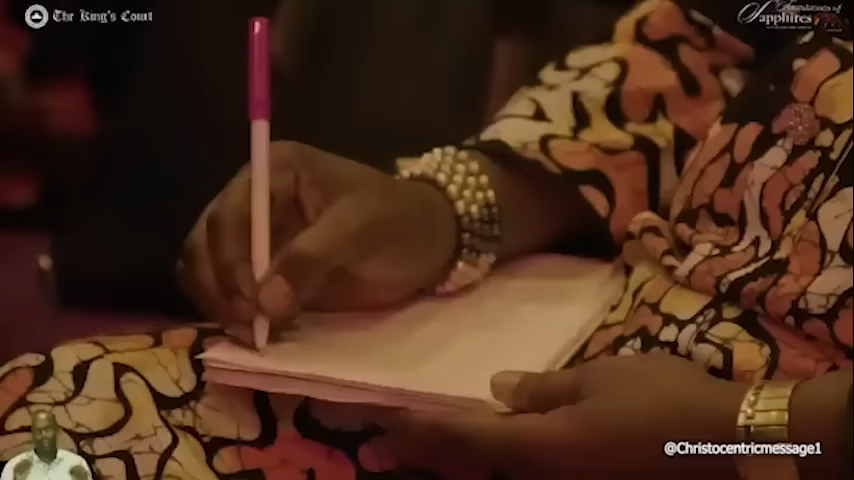 The King's Court
Foundations of
Sapphires
@Christocentricmessage1